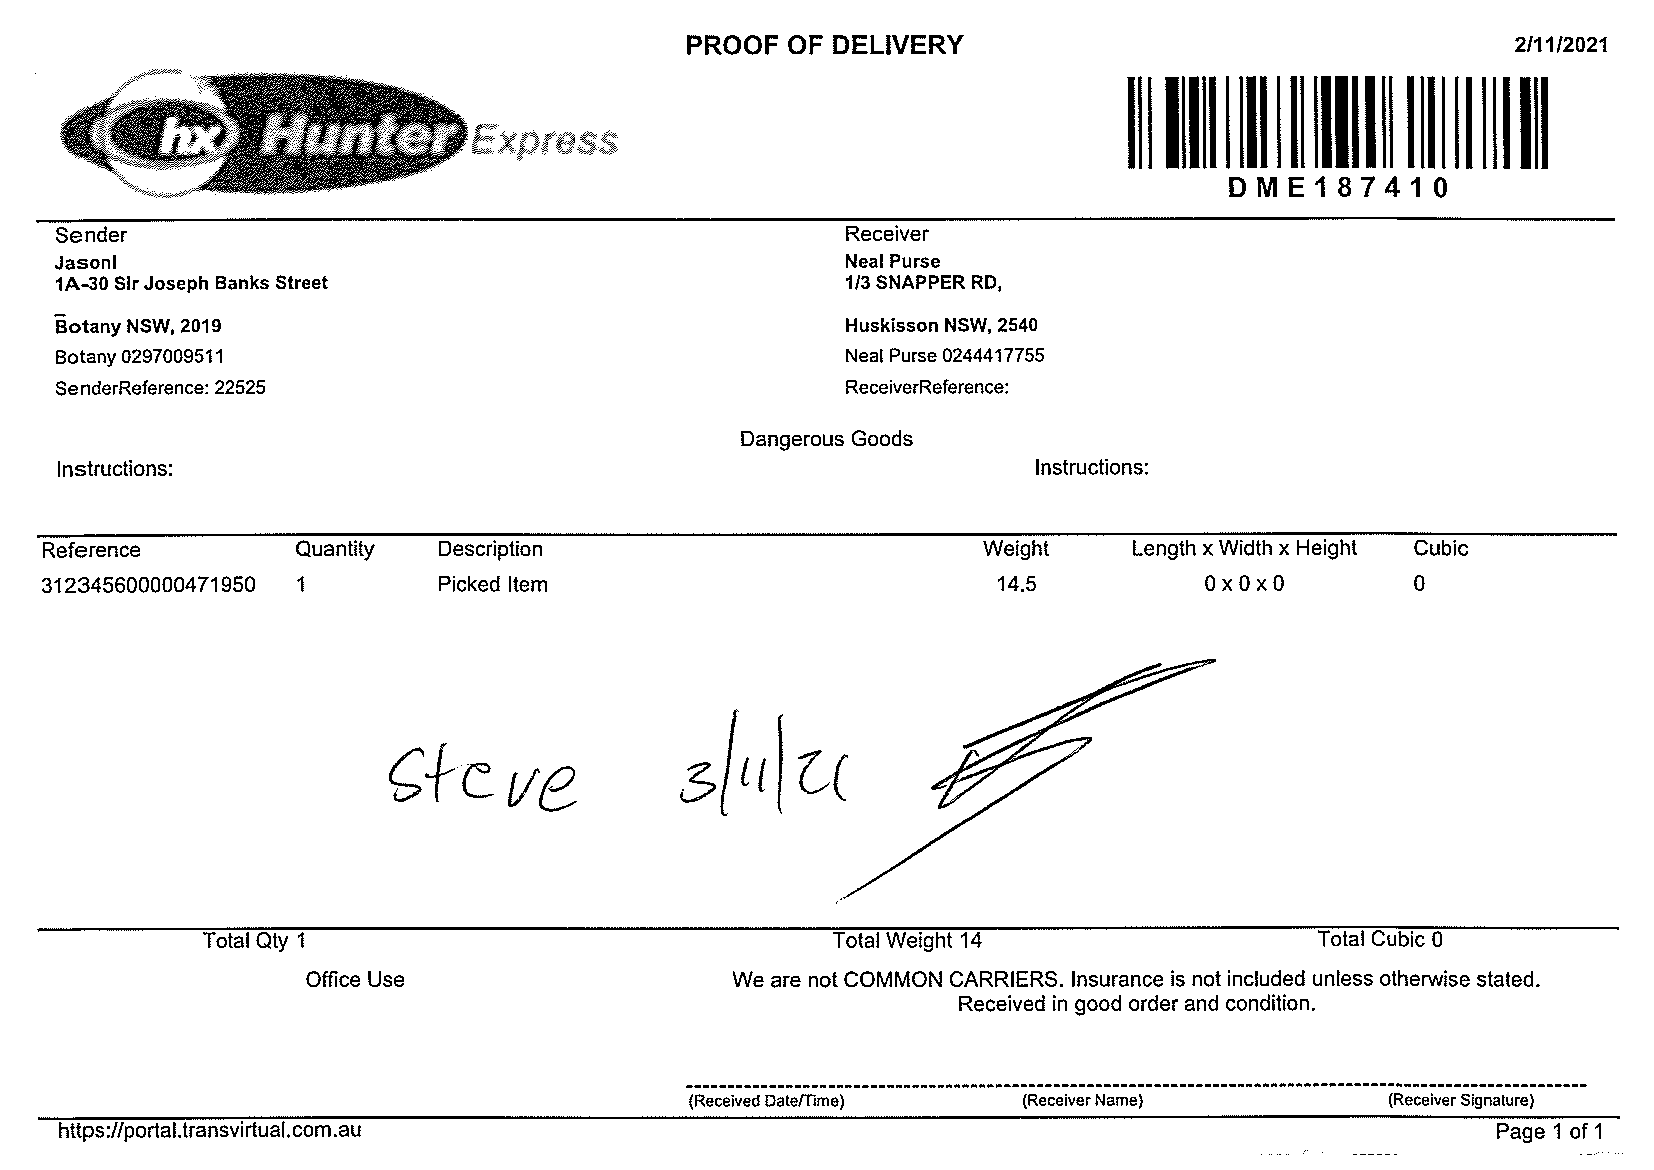 PROOF OF DELIVERY 2/11/2021
hx Hunter Express
DME187410
Sender
JasonI
1A-30 Sir Joseph Banks Street
Botany NSW, 2019
Botany 0297009511
SenderReference: 22525
Receiver
Neal Purse
1/3 SNAPPER RD,
Huskisson NSW, 2540
Neal Purse 0244417755
ReceiverReference:
Dangerous Goods
Instructions: Instructions:
Reference Quantity Description Weight Length x Width x Height Cubic
312345600000471950 1 Picked Item 14.5 0 x 0 x 0 0
Steve 3/11/21
Total Qty 1 Total Weight 14 Total Cubic 0
Office Use
We are not COMMON CARRIERS. Insurance is not included unless otherwise stated.
Received in good order and condition.
(Received Date/Time) (Receiver Name) (Receiver Signature)
https://portal.transvirtual.com.au Page 1 of 1